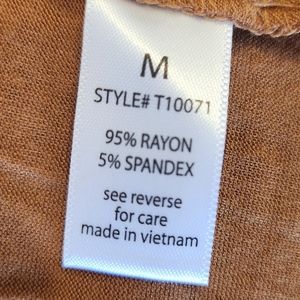 M
STYLE# T10071
95% RAYON
5% SPANDEX
see reverse
for care
made in vietnam